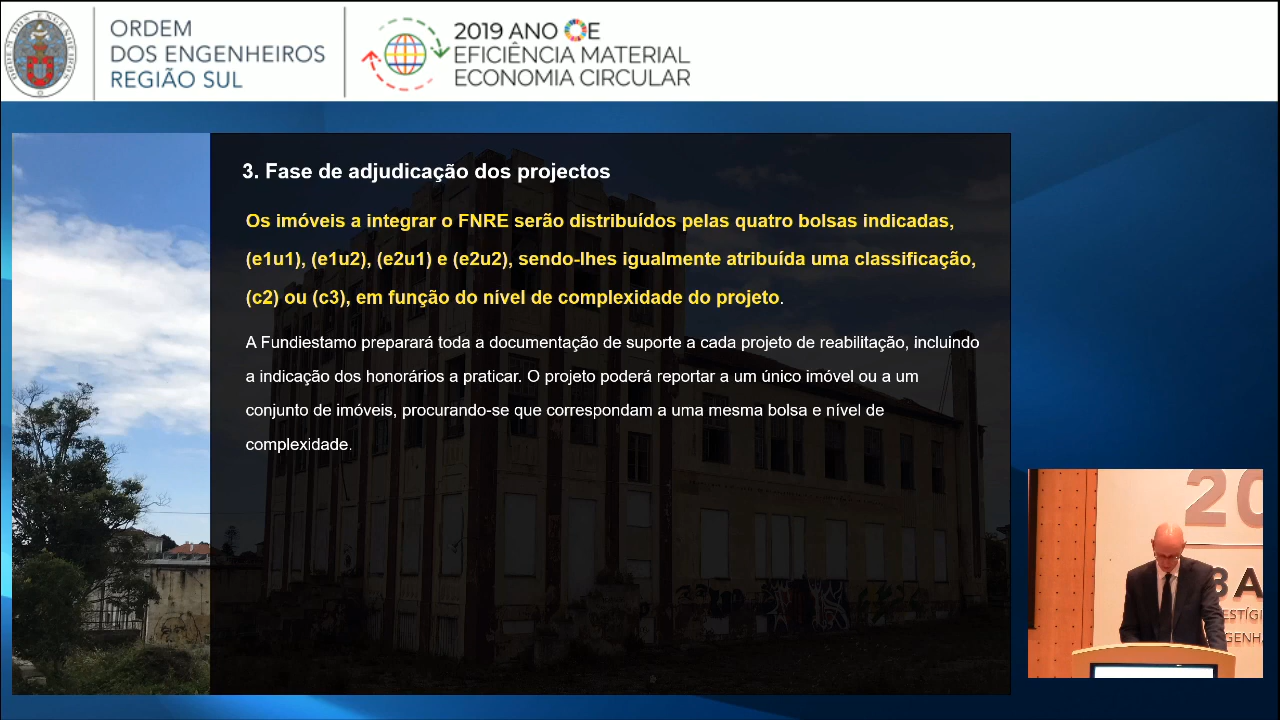 ORDEM
DOS ENGENHEIROS
REGIÃO SUL
2019 ANO OE
EFICIÊNCIA MATERIAL
ECONOMIA CIRCULAR
3. Fase de adjudicação dos projectos
Os imóveis a integrar o FNRE serão distribuídos pelas quatro bolsas indicadas,
(e1u1), (e1u2), (e2u1) e (e2u2), sendo-lhes igualmente atribuída uma classificação,
(c2) ou (c3), em função do nível de complexidade do projeto.
A Fundiestamo preparará toda a documentação de suporte a cada projeto de reabilitação, incluindo
a indicação dos honorários a praticar. O projeto poderá reportar a um único imóvel ou a um
conjunto de imóveis, procurando-se que correspondam a uma mesma bolsa e nível de
complexidade.
20